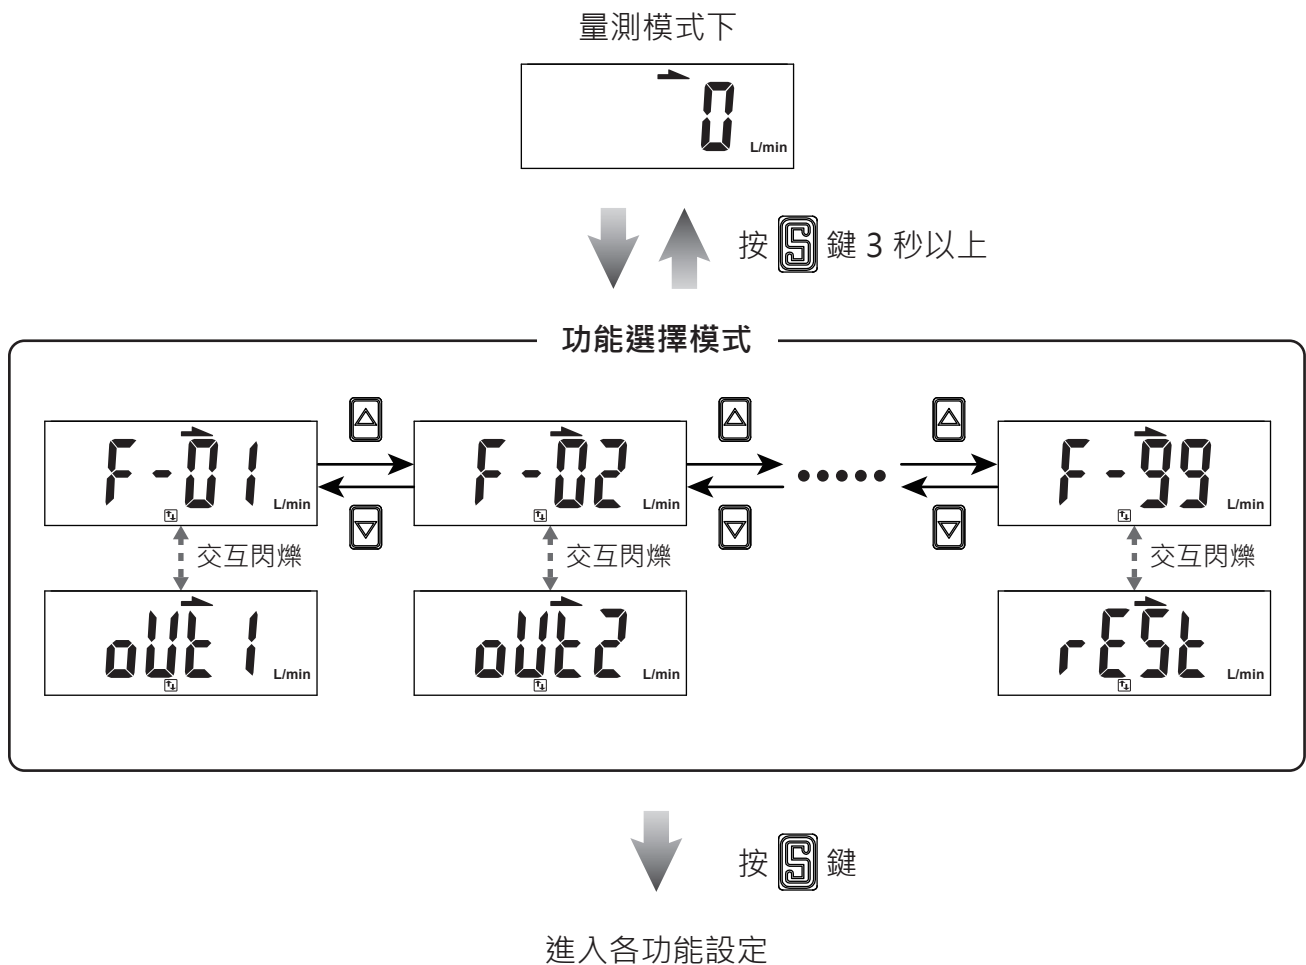 量測模式下
0
L/min
按 S 鍵 3 秒以上
功能選擇模式
F-01 L/min
F-02 L/min
F-99 L/min
交互閃爍
交互閃爍
交互閃爍
oUt1 L/min
oUt2 L/min
rESt L/min
按 S 鍵
進入各功能設定